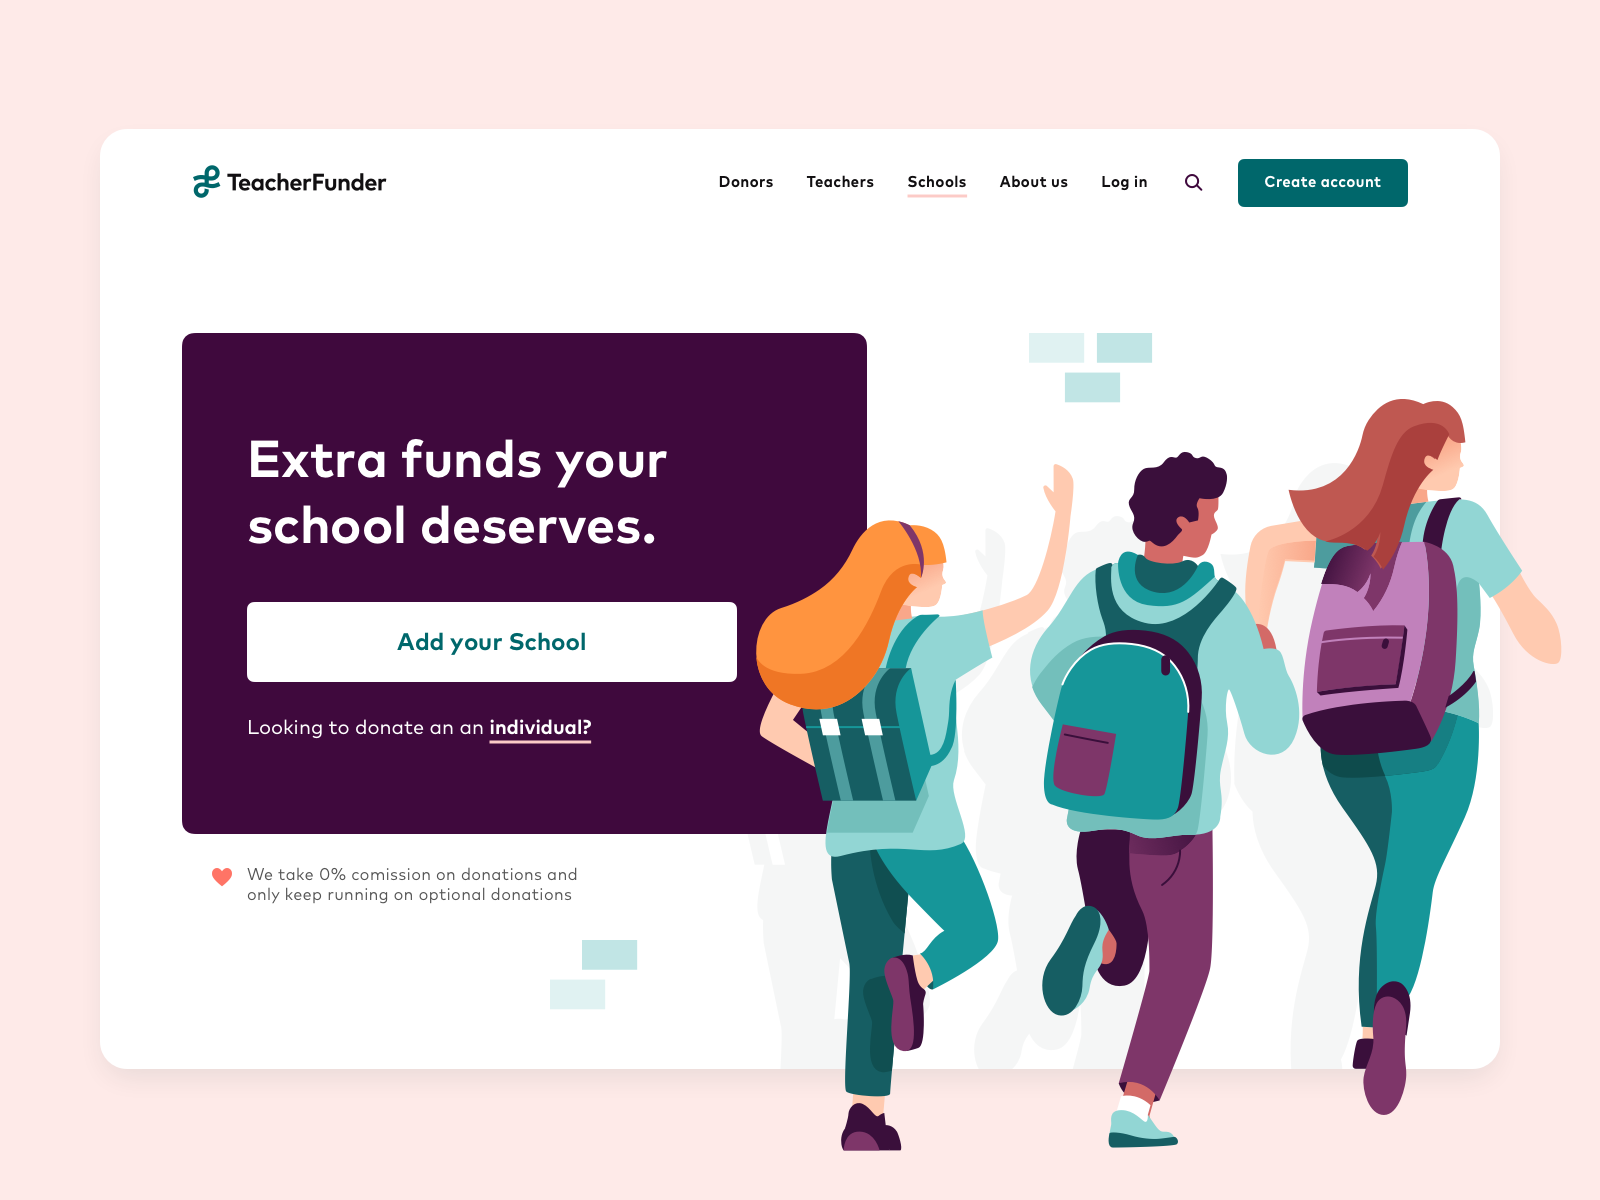 TeacherFunder
Donors
Teachers
Schools
About us
Log in
Create account
Extra funds your
school deserves.
Add your School
Looking to donate an an individual?
We take 0% comission on donations and
only keep running on optional donations